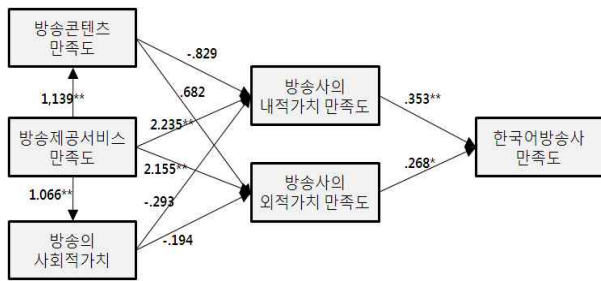 방송콘텐츠
만족도
-.829
.682
방송사의
내적가치 만족도
.353**
1,139**
2.235**
방송제공서비스
만족도
한국어방송사
만족도
2.155**
.268*
1.066**
방송사의
외적가치 만족도
-.293
-.194
방송의
사회적가치